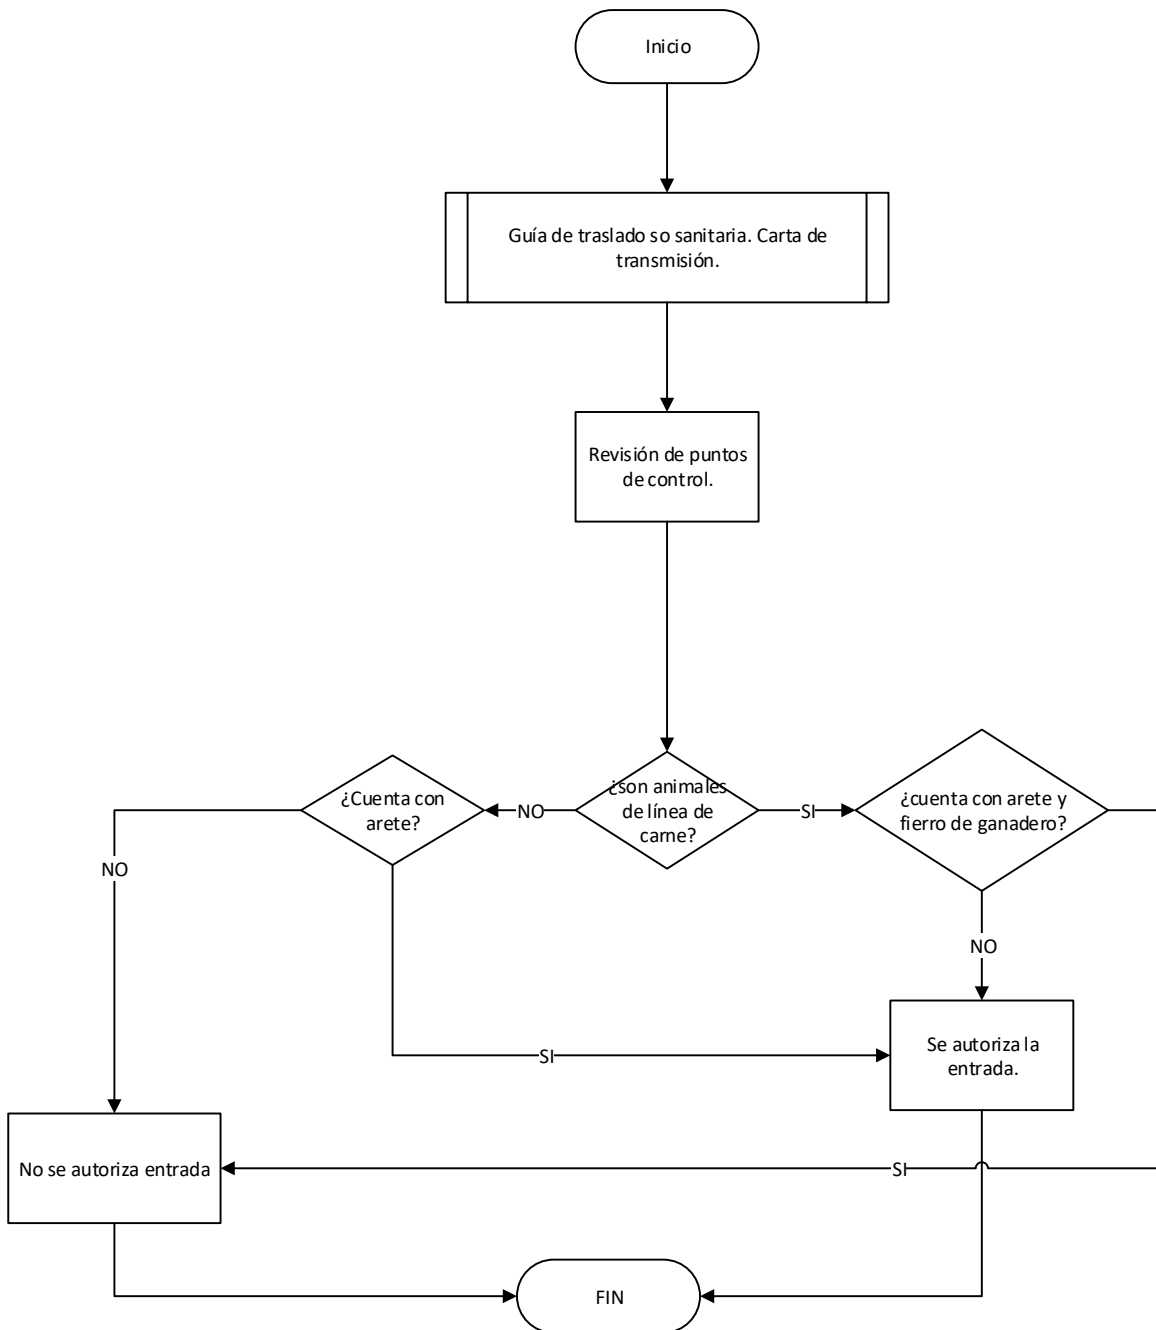 Inicio
Guía de traslado so sanitaria. Carta de
transmisión.
Revisión de puntos
de control.
¿son animales
de línea de
carne?
NO
SI
¿Cuenta con
arete?
¿cuenta con arete y
fierro de ganadero?
NO
NO
SI
Se autoriza la
entrada.
No se autoriza entrada
SI
FIN